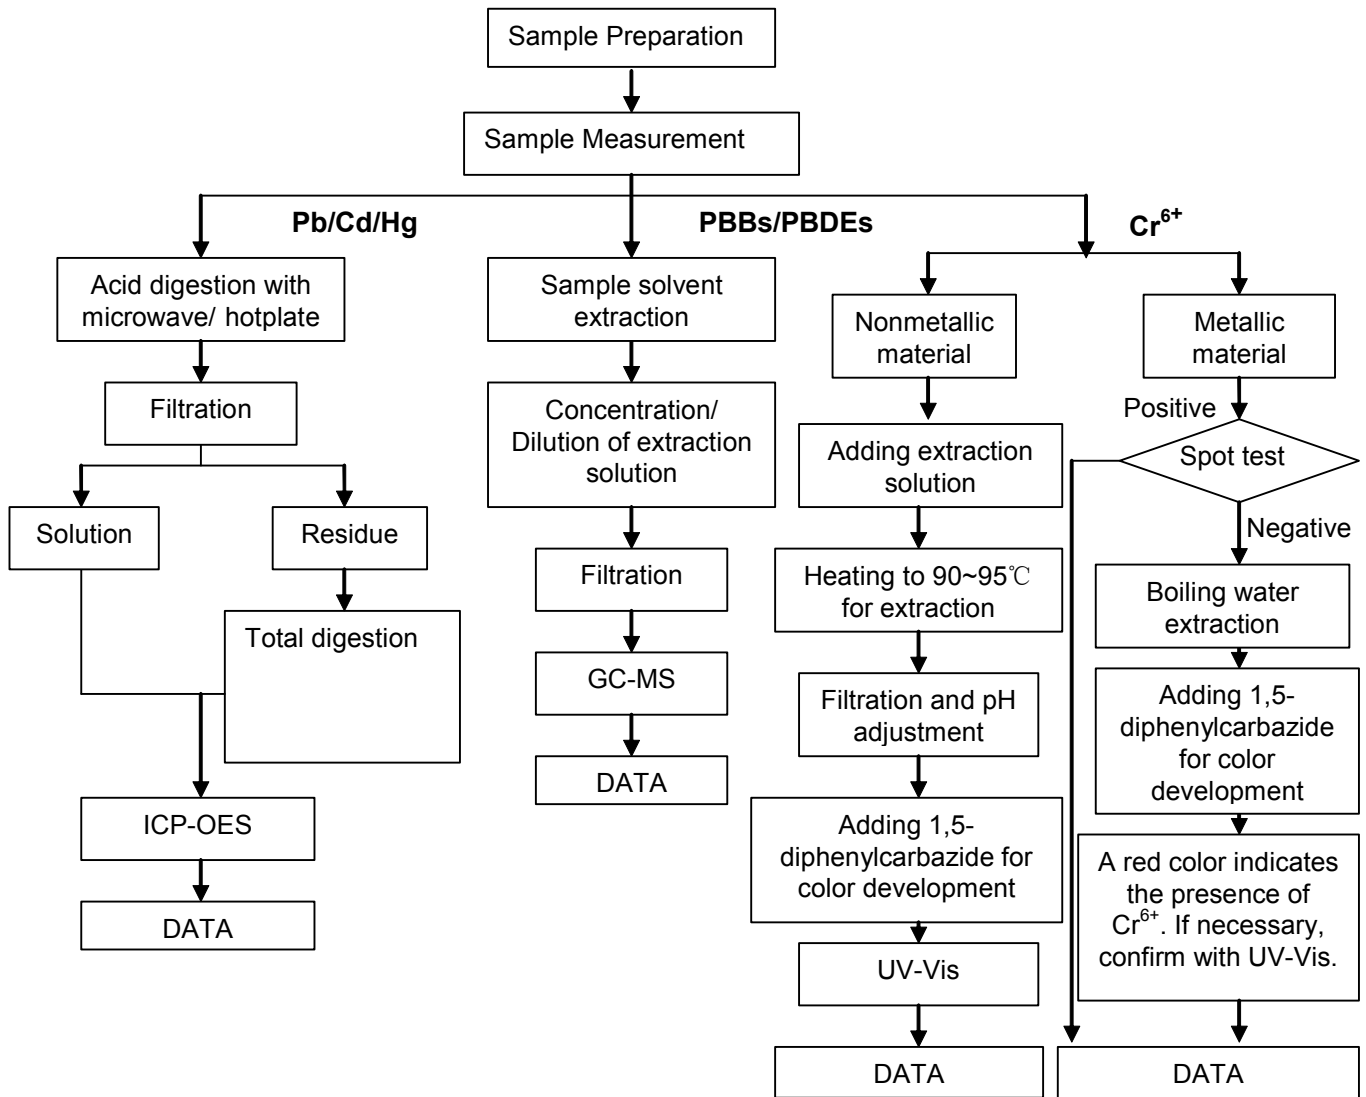 Sample Preparation
Sample Measurement
Pb/Cd/Hg
PBBs/PBDEs
Cr⁶⁺
Acid digestion with
microwave/ hotplate
Filtration
Solution
Residue
Total digestion
ICP-OES
DATA
Sample solvent
extraction
Concentration/
Dilution of extraction
solution
Filtration
GC-MS
DATA
Nonmetallic
material
Adding extraction
solution
Heating to 90~95℃
for extraction
Filtration and pH
adjustment
Adding 1,5-
diphenylcarbazide for
color development
UV-Vis
DATA
Metallic
material
Positive
Spot test
Negative
Boiling water
extraction
Adding 1,5-
diphenylcarbazide
for color
development
A red color indicates
the presence of
Cr⁶⁺. If necessary,
confirm with UV-Vis.
DATA